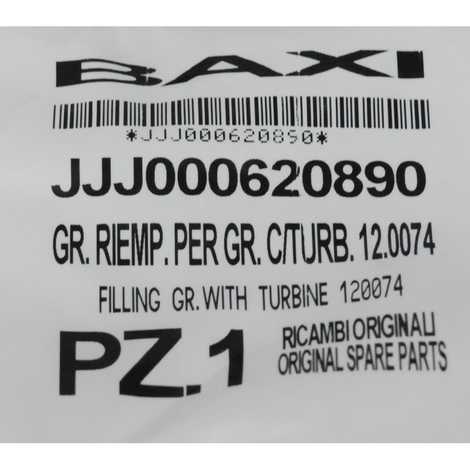 BAXI
*JJJ000620890*
JJJ000620890
GR. RIEMP. PER GR. C/TURB. 12.0074
FILLING GR. WITH TURBINE 120074
PZ.1
RICAMBI ORIGINALI
ORIGINAL SPARE PARTS